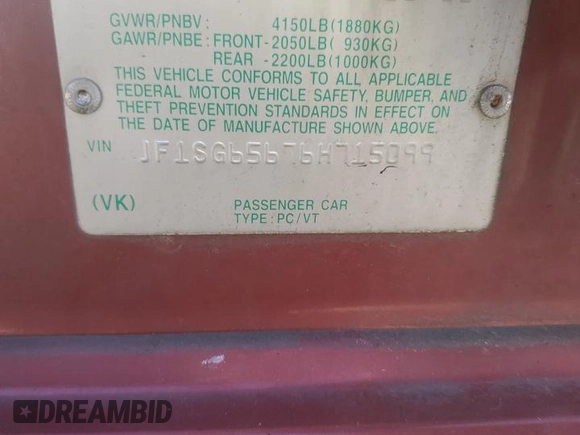 GVWR/PNBV: 4150LB(1880KG)
GAWR/PNBE: FRONT-2050LB( 930KG)
REAR -2200LB(1000KG)
THIS VEHICLE CONFORMS TO ALL APPLICABLE
FEDERAL MOTOR VEHICLE SAFETY, BUMPER, AND
THEFT PREVENTION STANDARDS IN EFFECT ON
THE DATE OF MANUFACTURE SHOWN ABOVE.
VIN JF1SG65676H715099
(VK) PASSENGER CAR
TYPE: PC/VT
DREAMBID